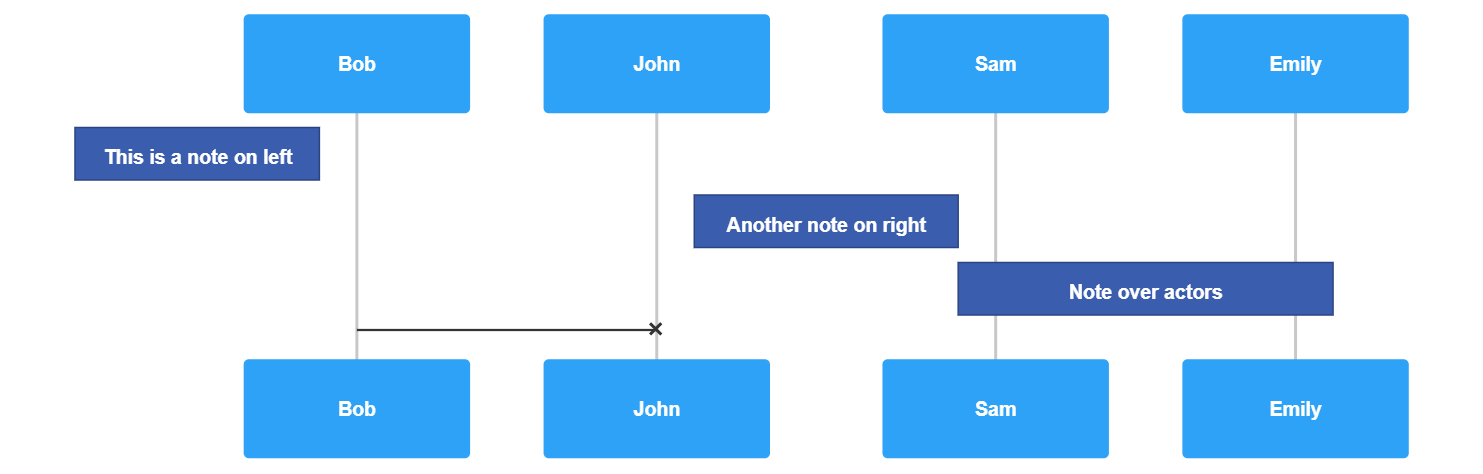 Bob
John
Sam
Emily
This is a note on left
Another note on right
Note over actors
Bob
John
Sam
Emily